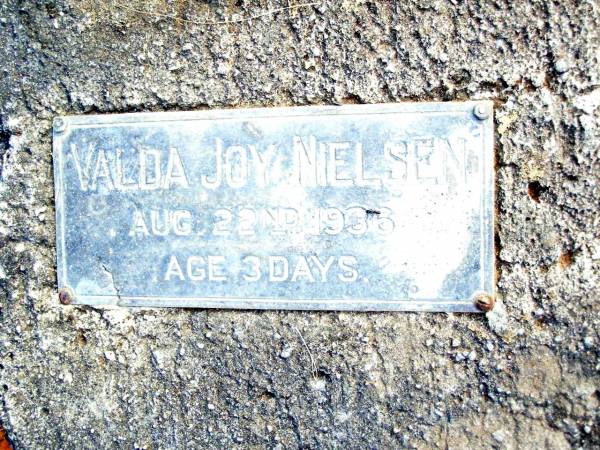 VALDA JOY NIELSEN
AUG. 22ND. 1936
AGE 3 DAYS.